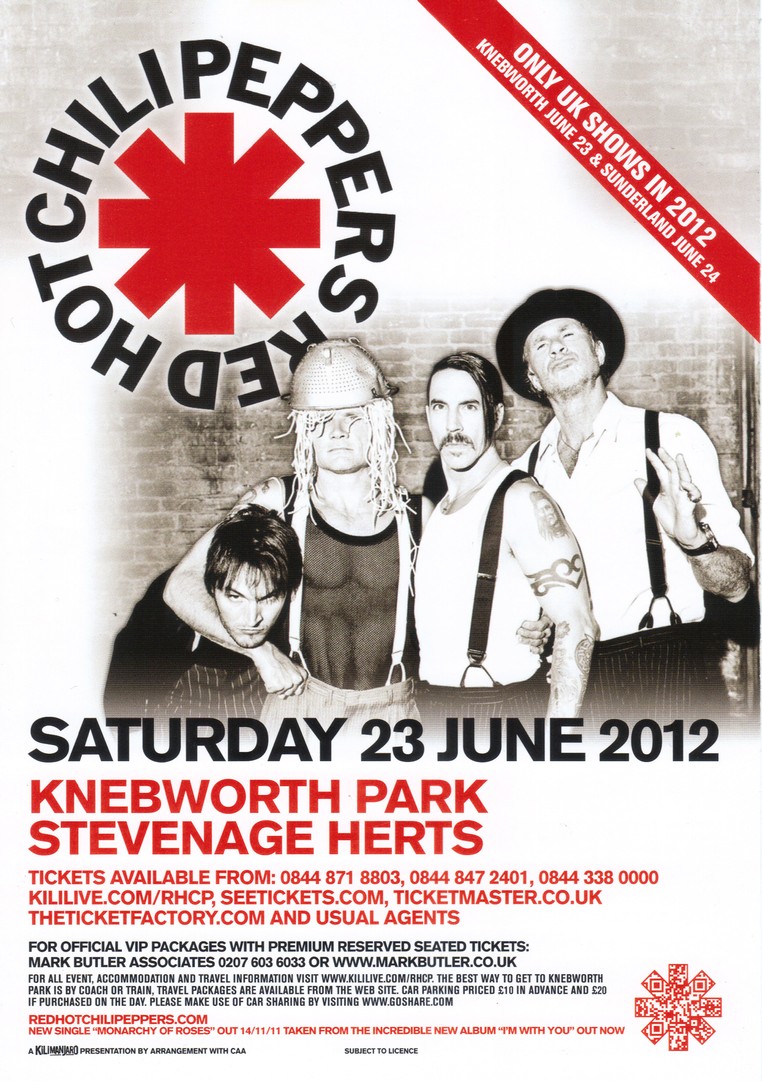 RED HOT CHILI PEPPERS
ONLY UK SHOWS IN 2012
KNEBWORTH JUNE 23 & SUNDERLAND JUNE 24
SATURDAY 23 JUNE 2012
KNEBWORTH PARK
STEVENAGE HERTS
TICKETS AVAILABLE FROM: 0844 871 8803, 0844 847 2401, 0844 338 0000
KILILIVE.COM/RHCP, SEETICKETS.COM, TICKETMASTER.CO.UK
THETICKETFACTORY.COM AND USUAL AGENTS
FOR OFFICIAL VIP PACKAGES WITH PREMIUM RESERVED SEATED TICKETS:
MARK BUTLER ASSOCIATES 0207 603 6033 OR WWW.MARKBUTLER.CO.UK
FOR ALL EVENT, ACCOMMODATION AND TRAVEL INFORMATION VISIT WWW.KILILIVE.COM/RHCP. THE BEST WAY TO GET TO KNEBWORTH
PARK IS BY COACH OR TRAIN, TRAVEL PACKAGES ARE AVAILABLE FROM THE WEB SITE. CAR PARKING PRICED £10 IN ADVANCE AND £20
IF PURCHASED ON THE DAY. PLEASE MAKE USE OF CAR SHARING BY VISITING WWW.GOSHARE.COM
REDHOTCHILIPEPPERS.COM
NEW SINGLE “MONARCHY OF ROSES” OUT 14/11/11 TAKEN FROM THE INCREDIBLE NEW ALBUM “I'M WITH YOU” OUT NOW
A KILIMANJARO PRESENTATION BY ARRANGEMENT WITH CAA
SUBJECT TO LICENCE